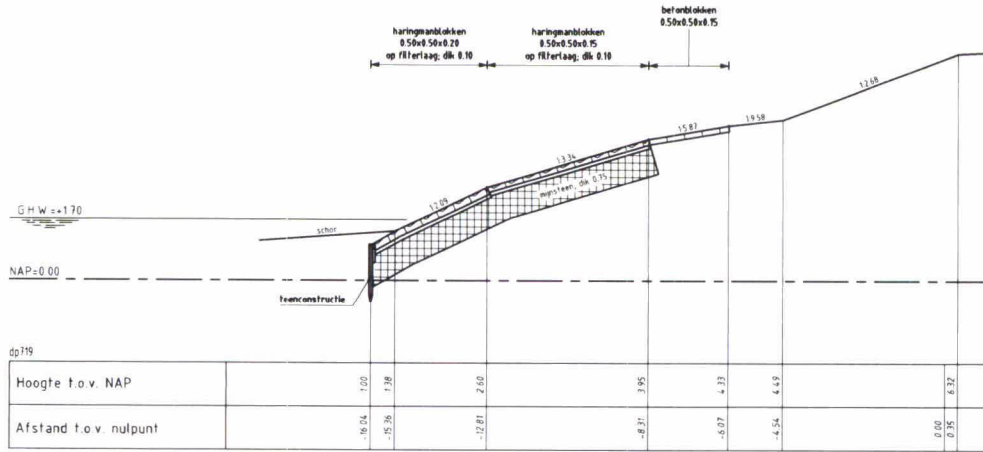 haringmanblokken
0.50x0.50x0.20
op filterlaag; dik 0.10
haringmanblokken
0.50x0.50x0.15
op filterlaag; dik 0.10
betonblokken
0.50x0.50x0.15
1:2.09
1:3.34
1:5.87
1:9.58
1:2.68
mijnsteen, dik 0.75
G.H.W.=+1.70
schor
NAP=0.00
teenconstructie
dp319
Hoogte t.o.v. NAP 1.00 1.38 2.60 3.95 4.33 4.49 6.32
Afstand t.o.v. nulpunt -16.04 -15.36 -12.81 -8.31 -6.07 -4.54 0.00 0.35